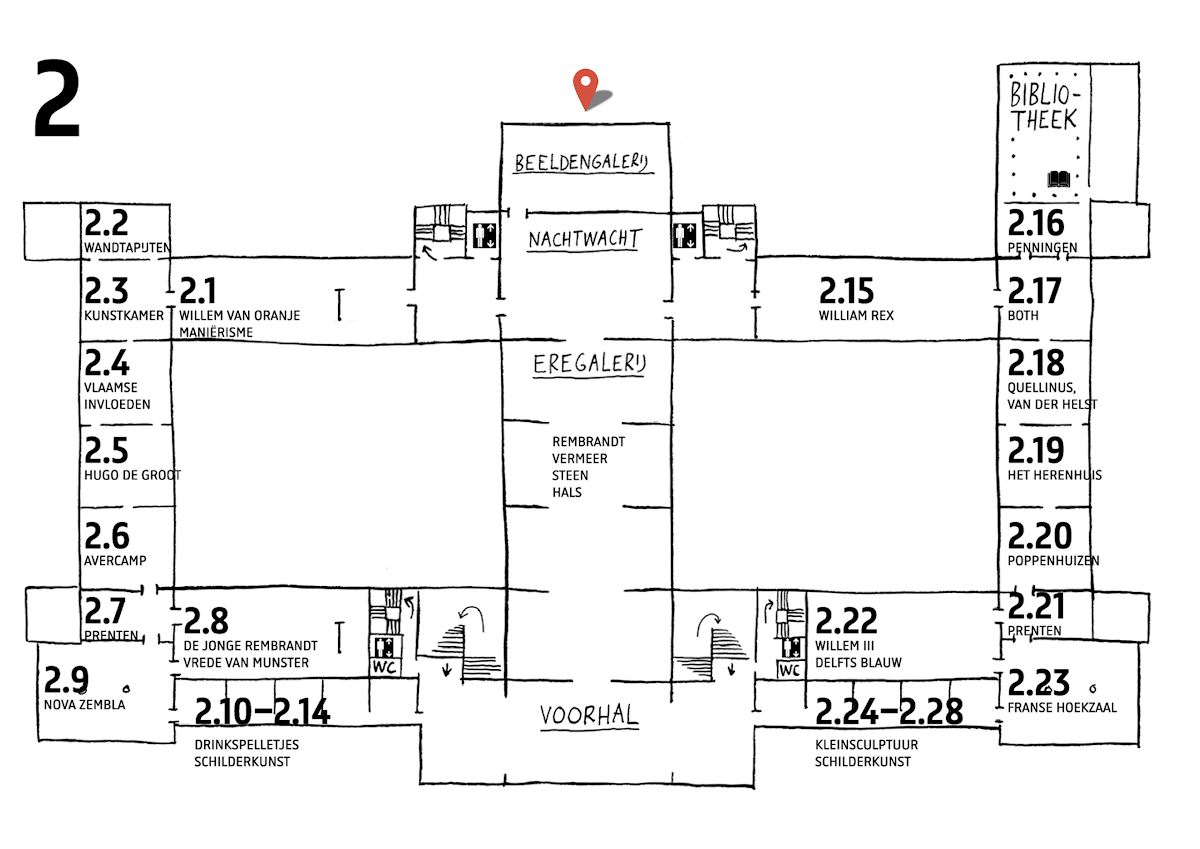 2
BIBLIO-
THEEK
BEELDENGALERIJ
NACHTWACHT
2.2
WANDTAPIJTEN
2.16
PENNINGEN
2.3
KUNSTKAMER
2.1
WILLEM VAN ORANJE
MANIËRISME
2.15
WILLIAM REX
2.17
BOTH
EREGALERIJ
2.4
VLAAMSE
INVLOEDEN
2.18
QUELLINUS,
VAN DER HELST
REMBRANDT
VERMEER
STEEN
HALS
2.5
HUGO DE GROOT
2.19
HET HERENHUIS
2.6
AVERCAMP
2.20
POPPENHUIZEN
2.7
PRENTEN
2.8
DE JONGE REMBRANDT
VREDE VAN MUNSTER
WC
WC
2.22
WILLEM III
DELFTS BLAUW
2.21
PRENTEN
2.9
NOVA ZEMBLA
2.23
FRANSE HOEKZAAL
2.10–2.14
DRINKSPELLETJES
SCHILDERKUNST
VOORHAL
2.24–2.28
KLEINSCULPTUUR
SCHILDERKUNST